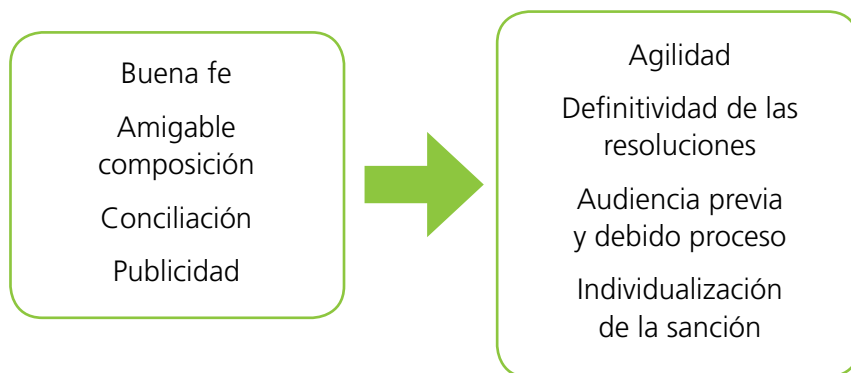 Buena fe
Amigable
composición
Conciliación
Publicidad
Agilidad
Definitividad de las
resoluciones
Audiencia previa
y debido proceso
Individualización
de la sanción